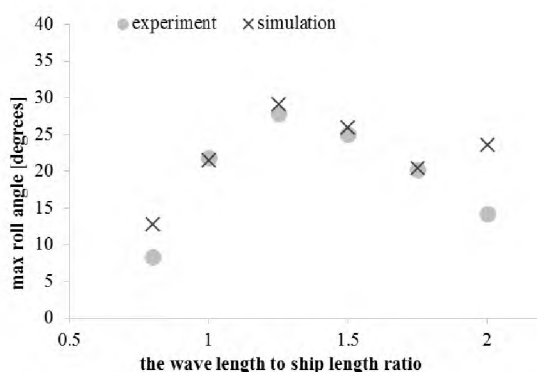 40
experiment simulation
35
30
25
20
15
10
5
0
max roll angle [degrees]
0.5 1 1.5 2
the wave length to ship length ratio